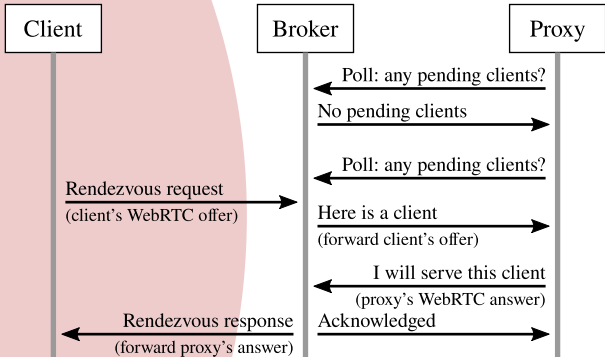 Client
Broker
Proxy
Poll: any pending clients?
No pending clients
Poll: any pending clients?
Rendezvous request
(client's WebRTC offer)
Here is a client
(forward client's offer)
I will serve this client
(proxy's WebRTC answer)
Rendezvous response
(forward proxy's answer)
Acknowledged